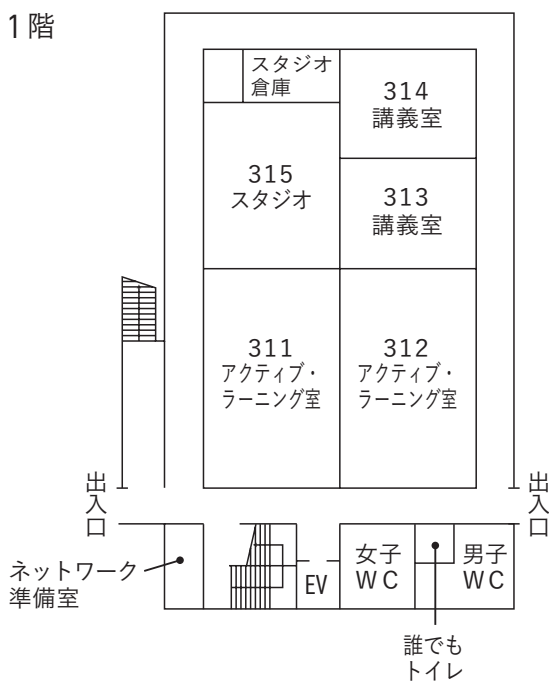 1階
スタジオ
倉庫
314
講義室
315
スタジオ
313
講義室
311
アクティブ・
ラーニング室
312
アクティブ・
ラーニング室
出入口
出入口
ネットワーク
準備室
EV
女子
WC
男子
WC
誰でも
トイレ